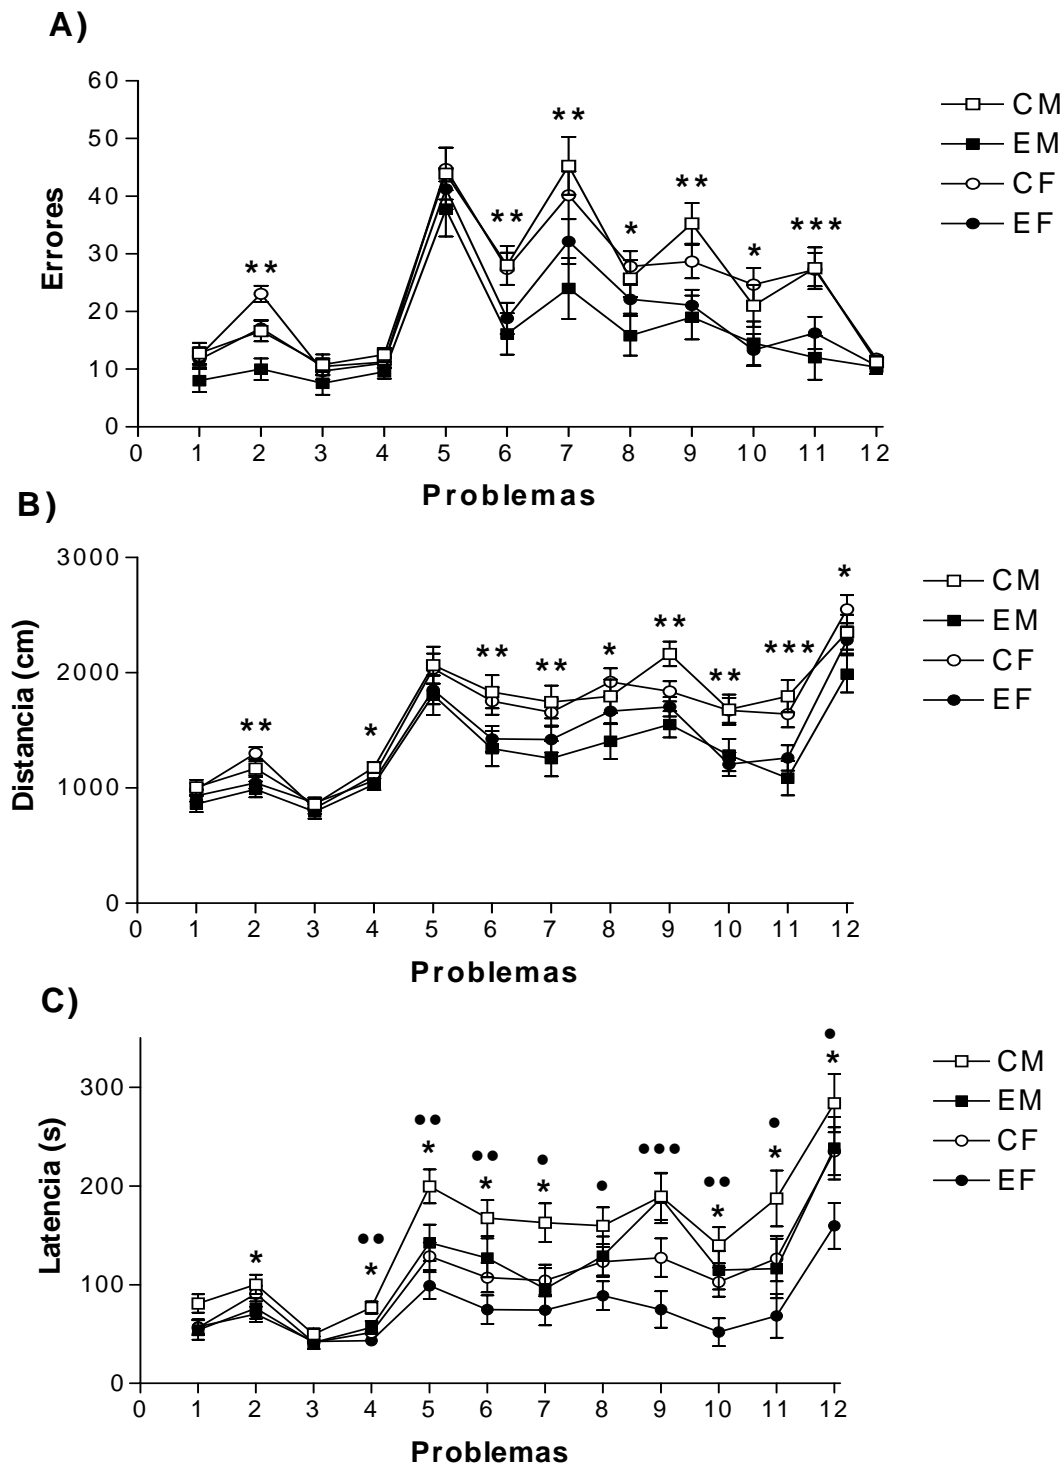 A)
60
50
40
30
20
10
0
Errores
** ** ** * ** * ***
0 1 2 3 4 5 6 7 8 9 10 11 12
Problemas
CM
EM
CF
EF
B)
3000
2000
1000
0
Distancia (cm)
** * ** ** * ** ** *** *
0 1 2 3 4 5 6 7 8 9 10 11 12
Problemas
CM
EM
CF
EF
C)
300
200
100
0
Latencia (s)
•• •• •• • • ••• •• • •
* * * * * * * *
0 1 2 3 4 5 6 7 8 9 10 11 12
Problemas
CM
EM
CF
EF